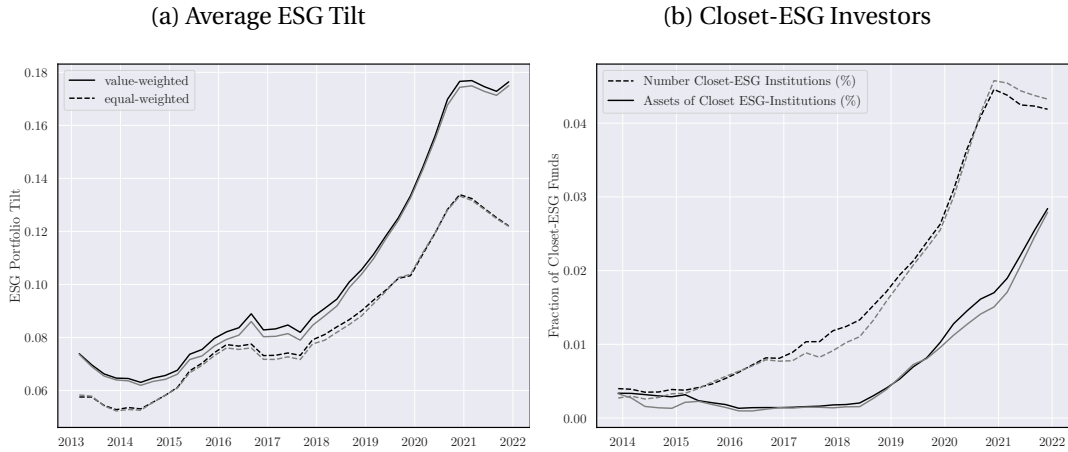 (a) Average ESG Tilt
ESG Portfolio Tilt
0.18
0.16
0.14
0.12
0.10
0.08
0.06
value-weighted
equal-weighted
2013 2014 2015 2016 2017 2018 2019 2020 2021 2022
(b) Closet-ESG Investors
Fraction of Closet-ESG Funds
0.04
0.03
0.02
0.01
0.00
Number Closet-ESG Institutions (%)
Assets of Closet ESG-Institutions (%)
2014 2015 2016 2017 2018 2019 2020 2021 2022